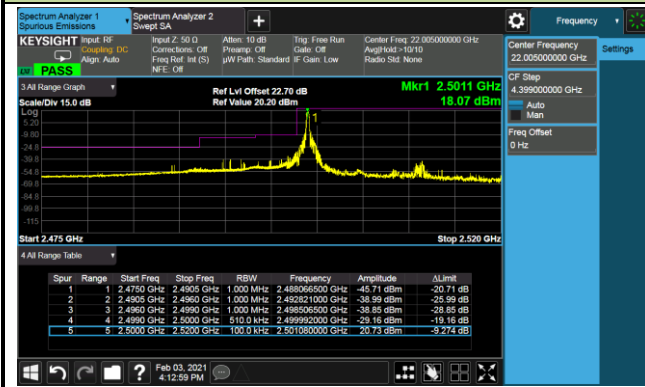 Spectrum Analyzer 1
Spurious Emissions
Spectrum Analyzer 2
Swept SA
Frequency
KEYSIGHT
Input: RF
Coupling: DC
Align: Auto
Input Z: 50 Ω
Corrections: Off
Freq Ref: Int (S)
NFE: Off
Atten: 10 dB
Preamp: Off
µW Path: Standard
Trig: Free Run
Gate: Off
IF Gain: Low
Center Freq: 22.005000000 GHz
Avg|Hold:>10/10
Radio Std: None
PASS
Center Frequency
22.005000000 GHz
Settings
CF Step
4.399000000 GHz
Auto
Man
Freq Offset
0 Hz
3 All Range Graph
Scale/Div 15.0 dB
Ref Lvl Offset 22.70 dB
Ref Value 20.20 dBm
Mkr1 2.5011 GHz
18.07 dBm
Log
5.20
-9.80
-24.8
-39.8
-54.8
-69.8
-84.8
-99.8
-115
1
Start 2.475 GHz
Stop 2.520 GHz
4 All Range Table
Spur Range Start Freq Stop Freq RBW Frequency Amplitude ΔLimit
1 1 2.4750 GHz 2.4905 GHz 1.000 MHz 2.488066500 GHz -45.71 dBm -20.71 dB
2 2 2.4905 GHz 2.4960 GHz 1.000 MHz 2.492821000 GHz -38.99 dBm -25.99 dB
3 3 2.4960 GHz 2.4990 GHz 1.000 MHz 2.498506500 GHz -38.85 dBm -28.85 dB
4 4 2.4990 GHz 2.5000 GHz 510.0 kHz 2.499992000 GHz -29.16 dBm -19.16 dB
5 5 2.5000 GHz 2.5200 GHz 100.0 kHz 2.501080000 GHz 20.73 dBm -9.274 dB
Feb 03, 2021
4:12:59 PM